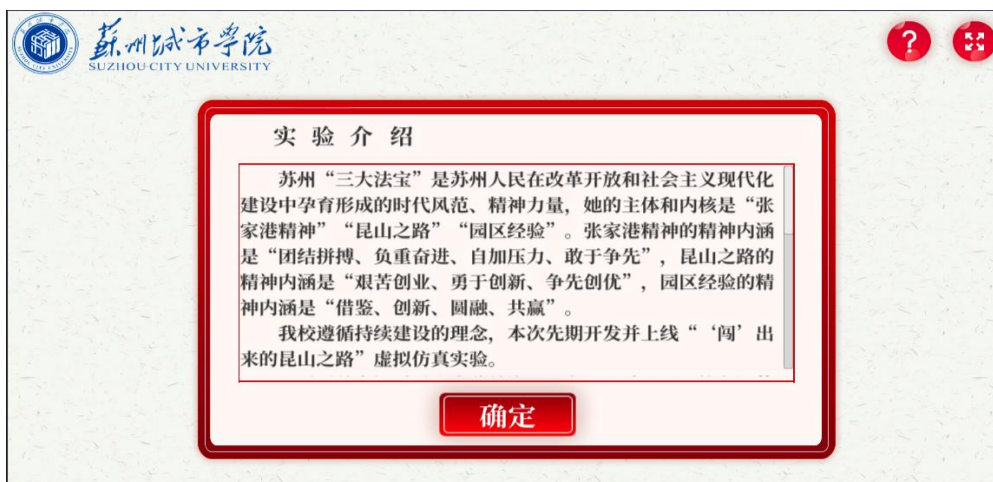 蘇州城市学院
SUZHOU CITY UNIVERSITY
?
实验介绍
苏州“三大法宝”是苏州人民在改革开放和社会主义现代化
建设中孕育形成的时代风范、精神力量，她的主体和内核是“张
家港精神”“昆山之路”“园区经验”。张家港精神的精神内涵
是“团结拼搏、负重奋进、自加压力、敢于争先”，昆山之路的
精神内涵是“艰苦创业、勇于创新、争先创优”，园区经验的精
神内涵是“借鉴、创新、圆融、共赢”。
我校遵循持续建设的理念，本次先期开发并上线“‘闯’出
来的昆山之路”虚拟仿真实验。
确定